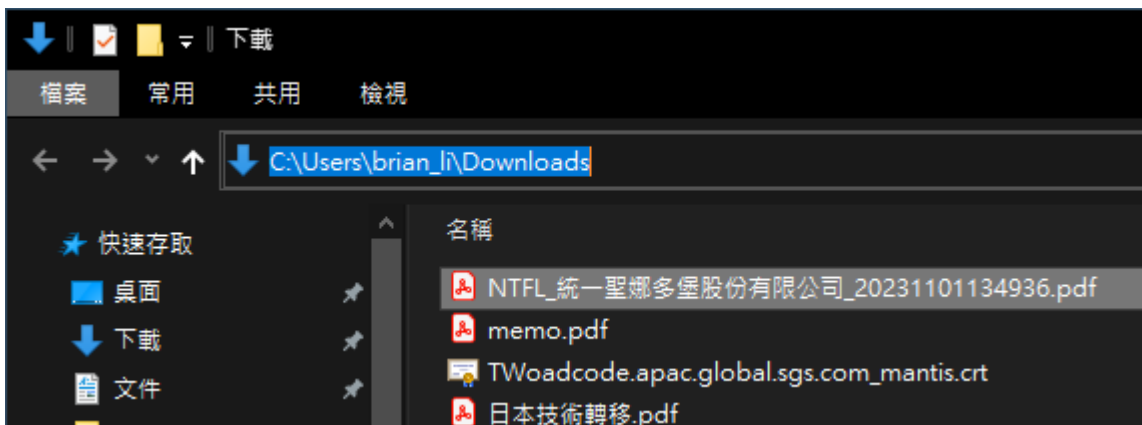 下載
檔案 常用 共用 檢視
C:\Users\brian_li\Downloads
快速存取
桌面
下載
文件
名稱
NTFL_統一聖娜多堡股份有限公司_20231101134936.pdf
memo.pdf
TWoadcode.apac.global.sgs.com_mantis.crt
日本技術轉移.pdf